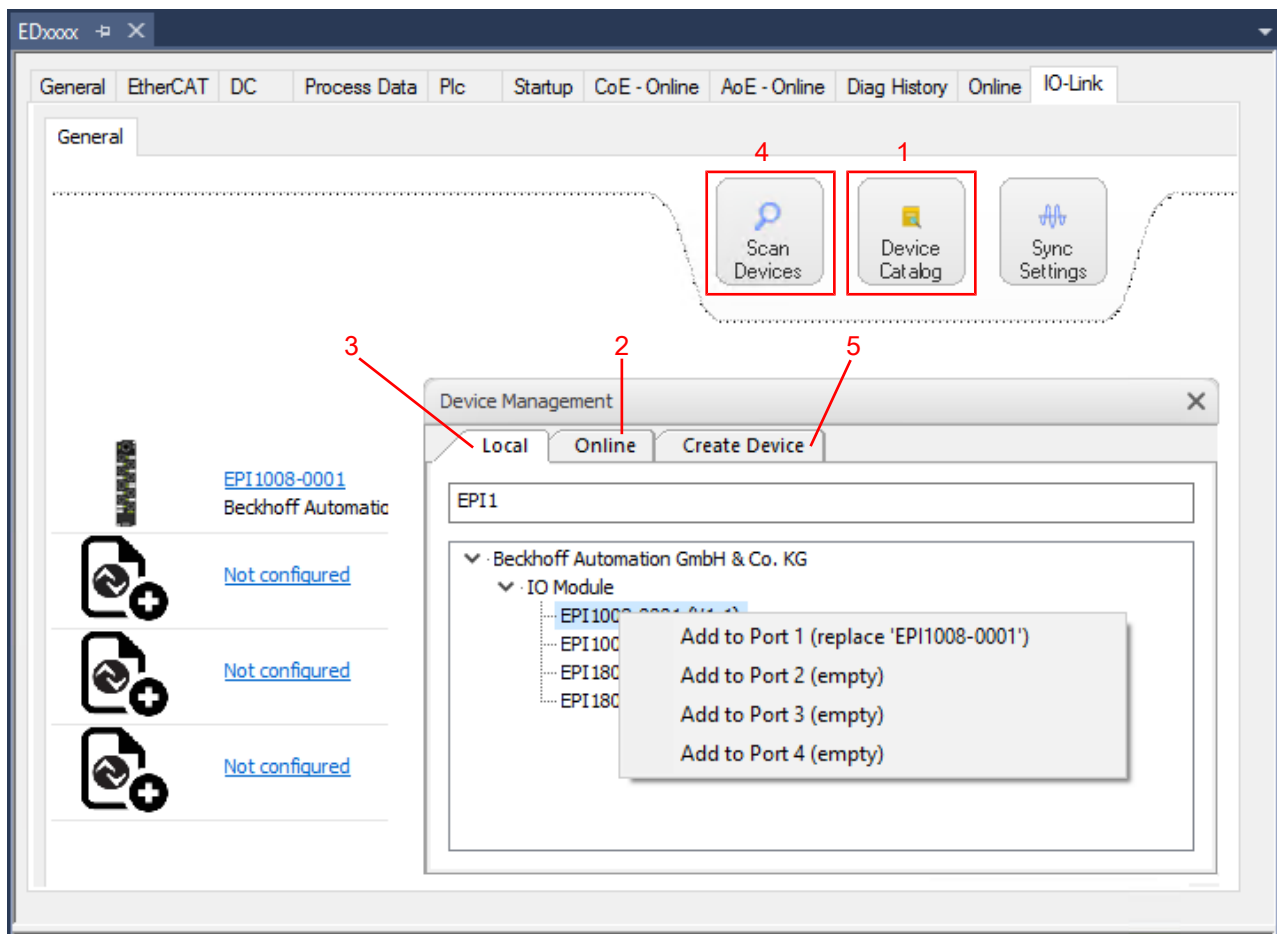 EDxxxx
General EtherCAT DC Process Data Plc Startup CoE - Online AoE - Online Diag History Online IO-Link
General
4 1
Scan Devices
Device Catalog
Sync Settings
3 2 5
Device Management
Local Online Create Device
EPI1008-0001
Beckhoff Automatic
EPI1
Not configured
Not configured
Not configured
Beckhoff Automation GmbH & Co. KG
IO Module
EPI100
EPI180
EPI180
Add to Port 1 (replace 'EPI1008-0001')
Add to Port 2 (empty)
Add to Port 3 (empty)
Add to Port 4 (empty)